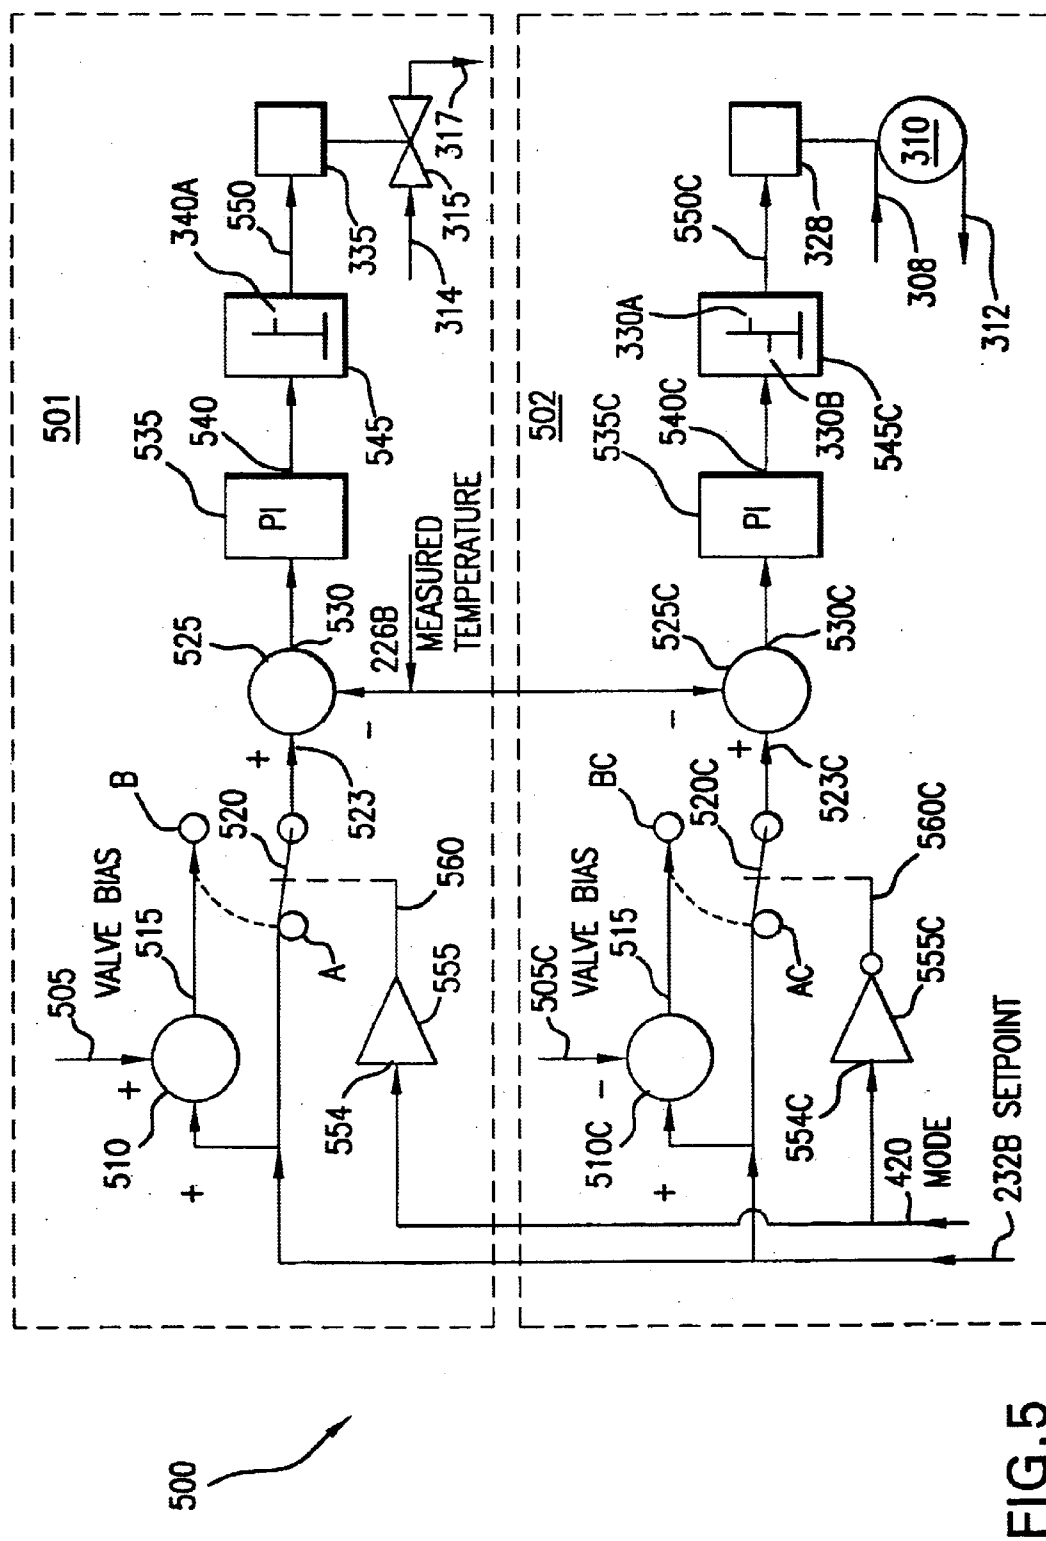 501
505
VALVE BIAS
515
B
510
+
+
A
520
523
+
-
525
530
535
PI
540
545
340A
550
335
314
315
317
554
555
560
226B
MEASURED
TEMPERATURE
502
505C
VALVE BIAS
515
BC
510C
-
+
AC
520C
523C
+
-
525C
530C
535C
PI
540C
330A
330B
545C
550C
328
308
310
312
554C
555C
560C
420
MODE
232B SETPOINT
500
FIG.5